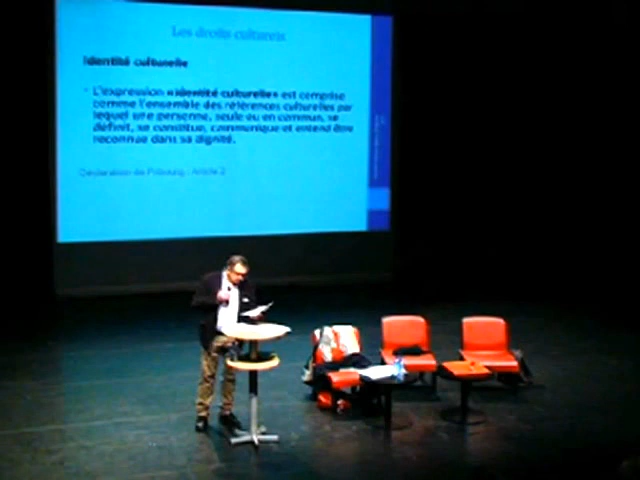 Les droits culturels
Identité culturelle
L'expression «identité culturelle» est comprise
comme l'ensemble des références culturelles par
lequel une personne, seule ou en commun, se
définit, se constitue, communique et entend être
reconnue dans sa dignité.
Déclaration de Fribourg - Article 2